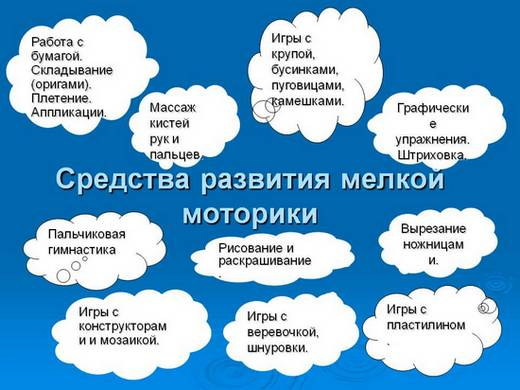 Работа с
бумагой.
Складывание
(оригами).
Плетение.
Аппликации.
Массаж
кистей
рук и
пальцев
Игры с
крупой,
бусинками,
пуговицами,
камешками.
Графически
е
упражнения.
Штриховка.
Средства развития мелкой
моторики
Пальчиковая
гимнастика
Рисование и
раскрашивание
.
Вырезание
ножницам
и.
Игры с
конструкторам
и и мозаикой.
Игры с
веревочкой,
шнуровки.
Игры с
пластилином
.